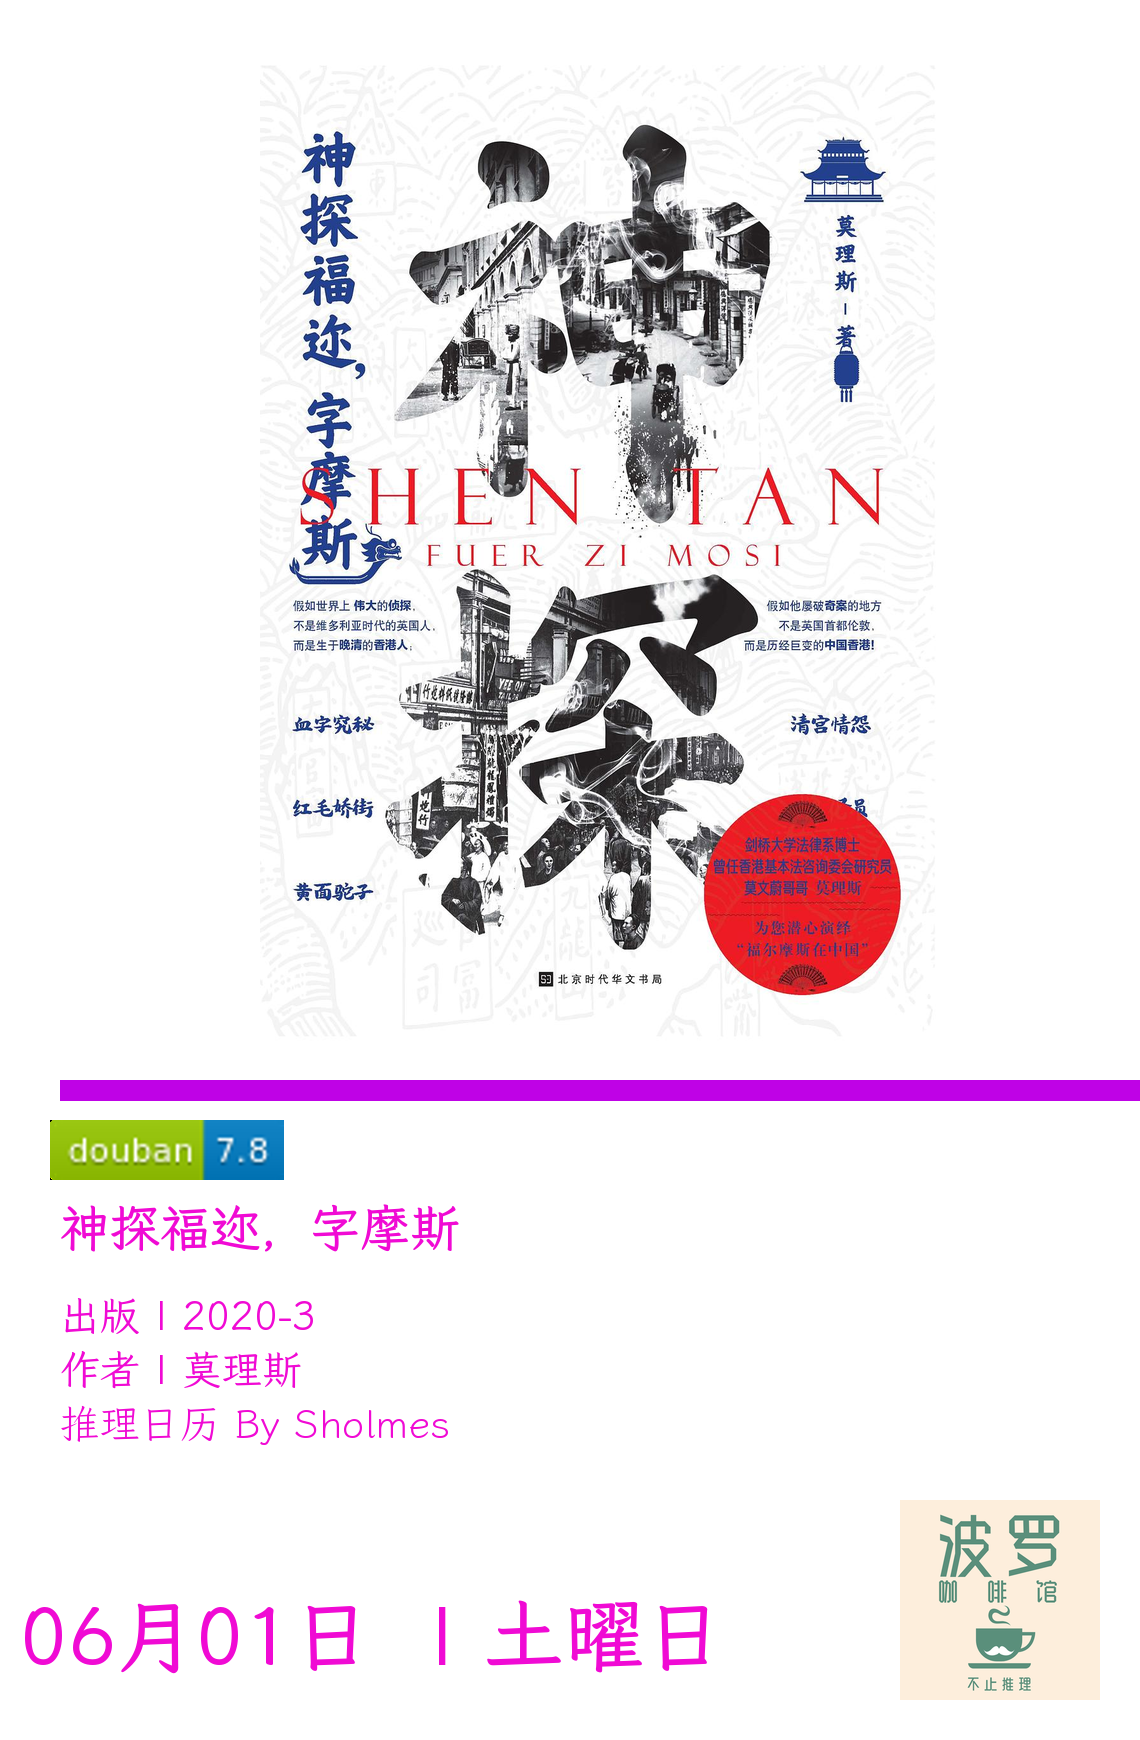 神探
神探福迩，字摩斯
莫理斯 | 著
SHEN TAN
FUER ZI MOSI
假如世界上 伟大的侦探，
不是维多利亚时代的英国人，
而是生于晚清的香港人；
假如他屡破奇案的地方
不是英国首都伦敦，
而是历经巨变的中国香港！
血字究秘
红毛娇街
黄面驼子
清宫情怨
员
剑桥大学法律系博士
曾任香港基本法咨询委会研究员
莫文蔚哥哥 莫理斯
为您潜心演绎
“福尔摩斯在中国”
北京时代华文书局
douban 7.8
神探福迩，字摩斯
出版 | 2020-3
作者 | 莫理斯
推理日历 By Sholmes
06月01日 | 土曜日
波罗
咖啡馆
不止推理